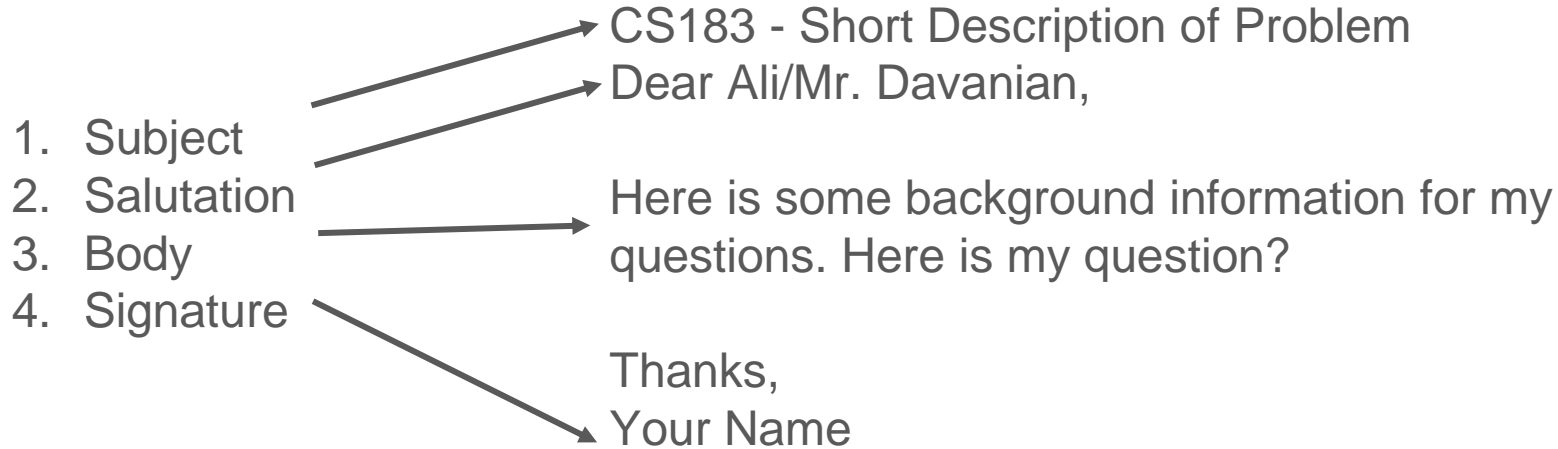 1. Subject
2. Salutation
3. Body
4. Signature
CS183 - Short Description of Problem
Dear Ali/Mr. Davanian,
Here is some background information for my
questions. Here is my question?
Thanks,
Your Name